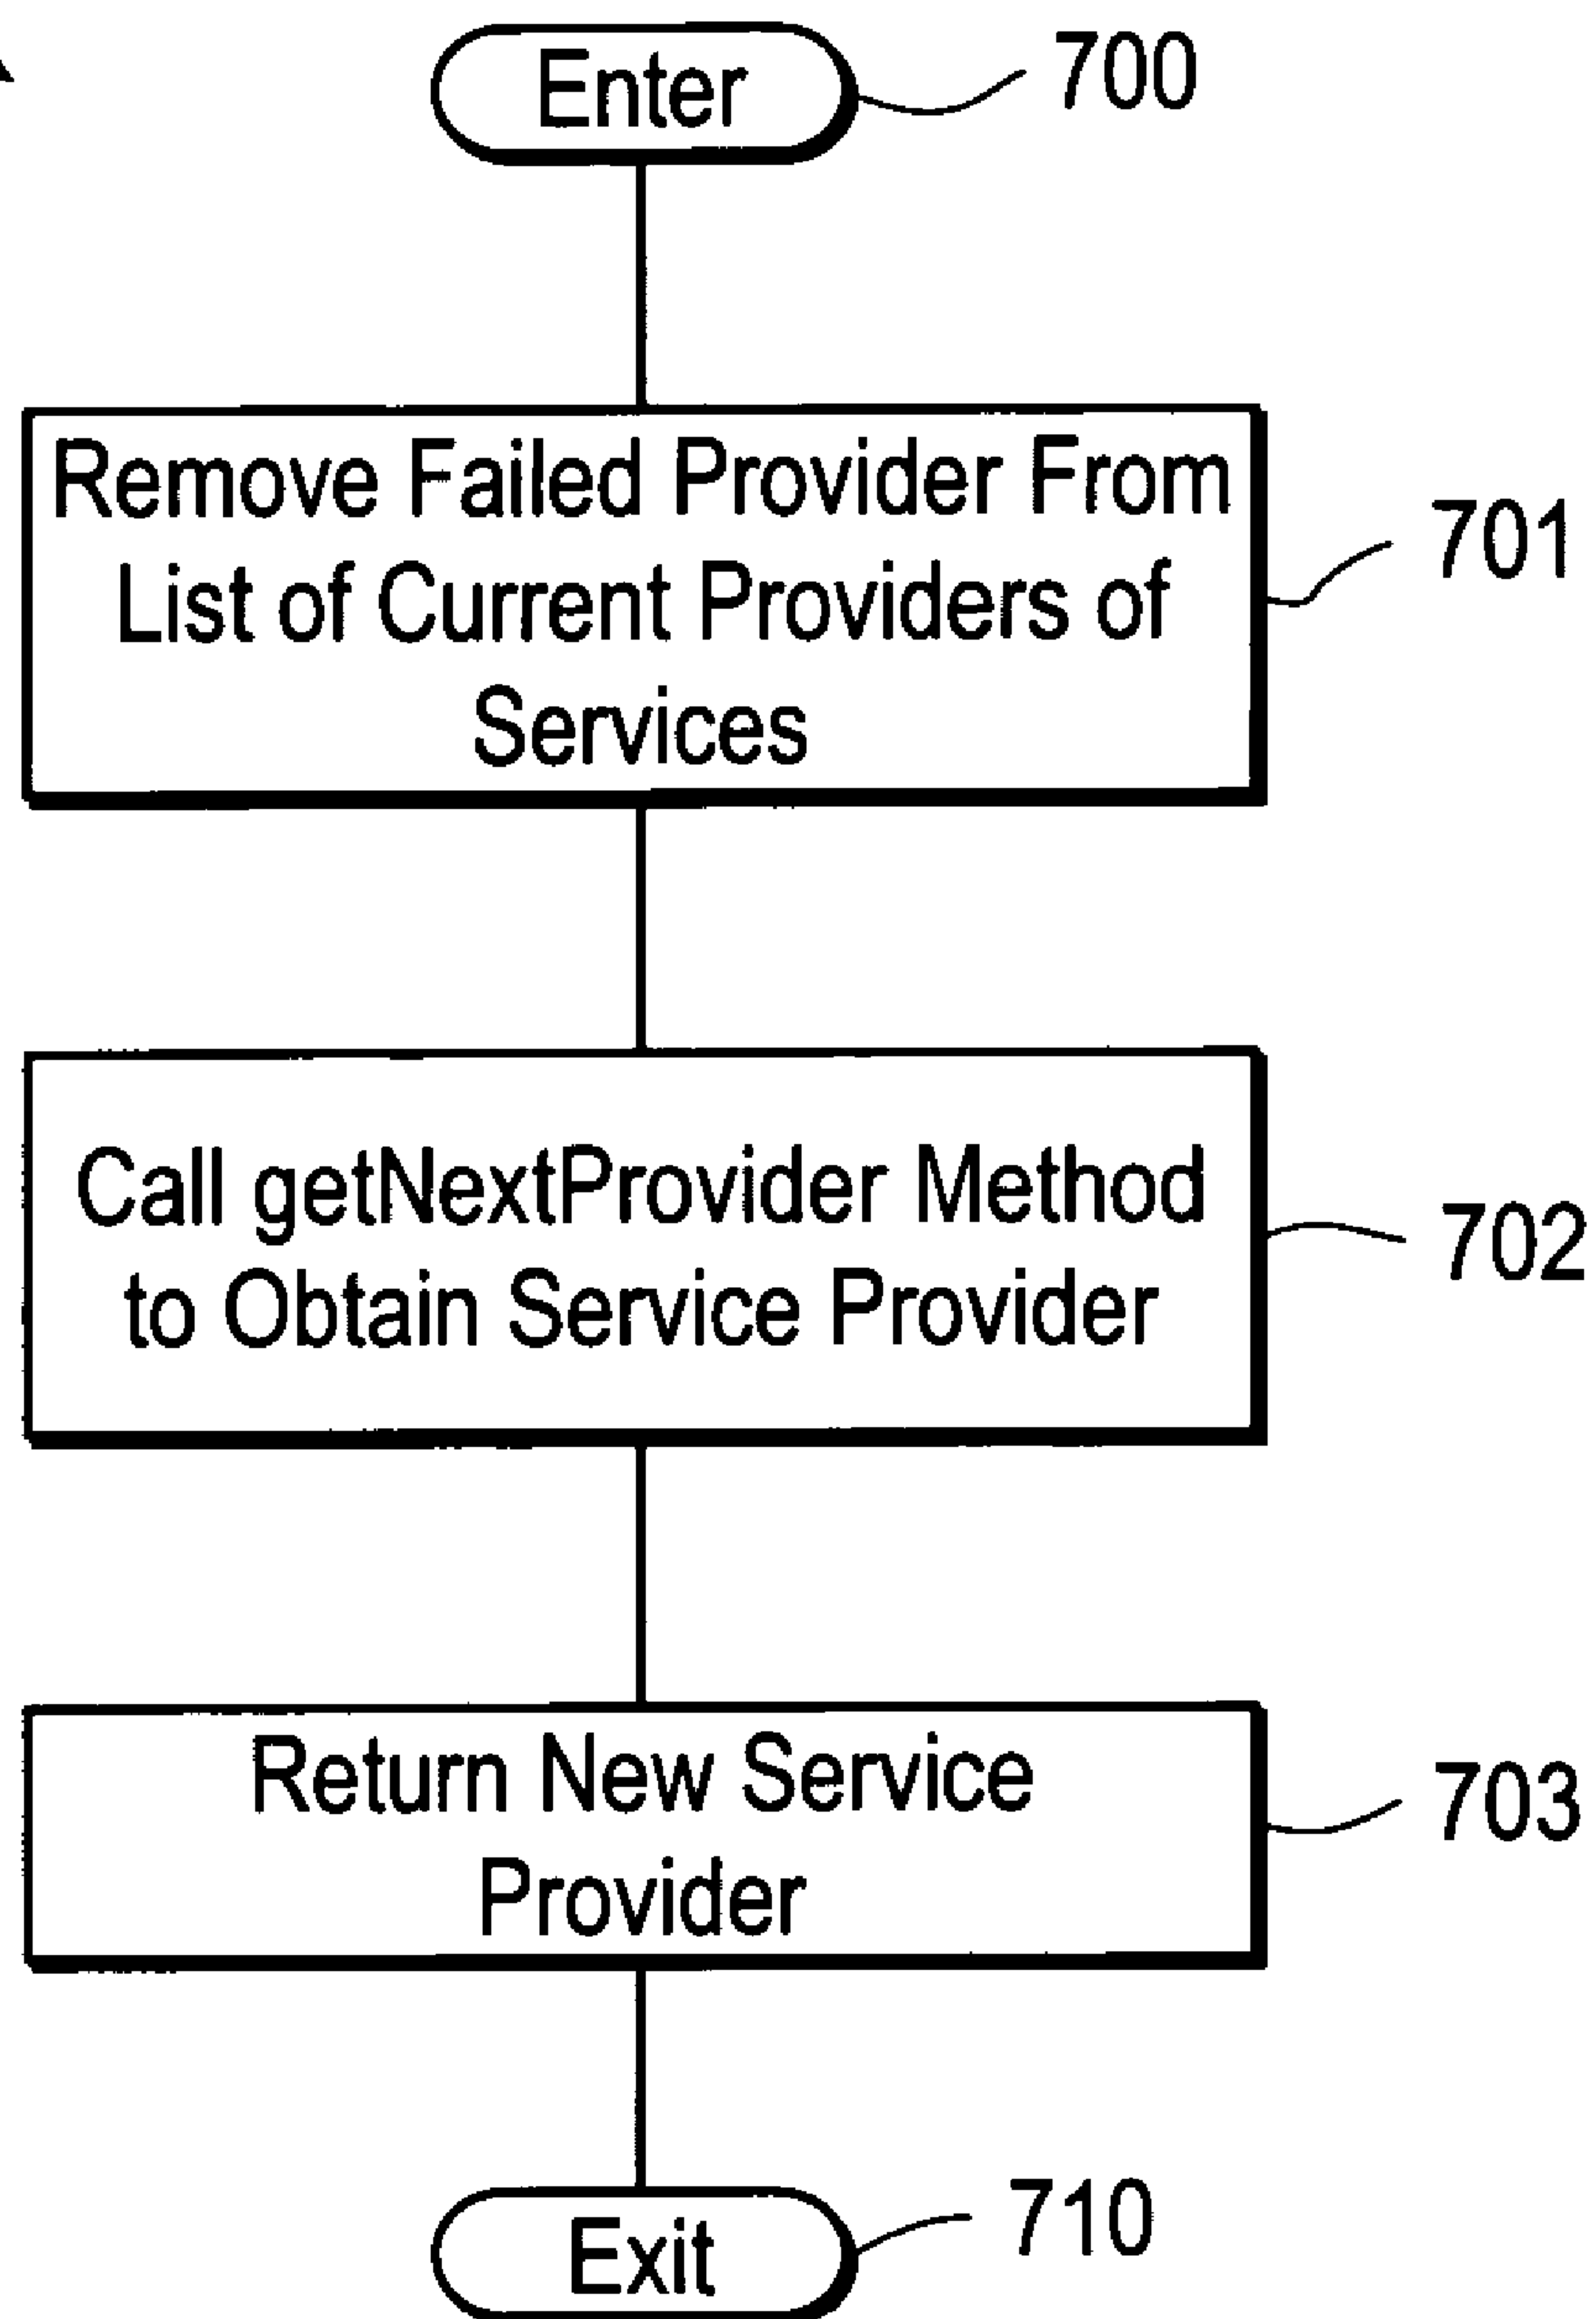 Enter
700
Remove Failed Provider From
List of Current Providers of
Services
701
Call getNextProvider Method
to Obtain Service Provider
702
Return New Service
Provider
703
Exit
710